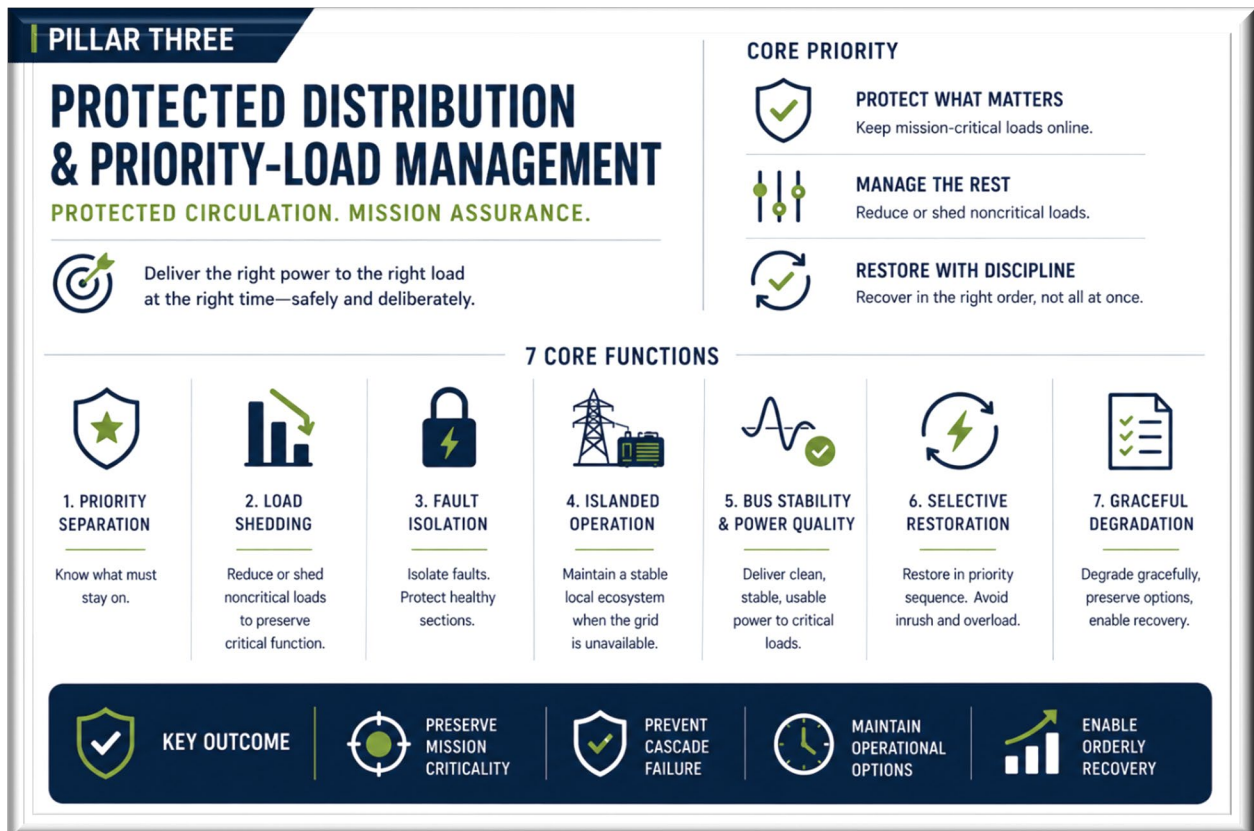 PILLAR THREE
PROTECTED DISTRIBUTION
& PRIORITY-LOAD MANAGEMENT
PROTECTED CIRCULATION. MISSION ASSURANCE.
Deliver the right power to the right load
at the right time—safely and deliberately.
CORE PRIORITY
PROTECT WHAT MATTERS
Keep mission-critical loads online.
MANAGE THE REST
Reduce or shed noncritical loads.
RESTORE WITH DISCIPLINE
Recover in the right order, not all at once.
7 CORE FUNCTIONS
1. PRIORITY
SEPARATION
Know what must
stay on.
2. LOAD
SHEDDING
Reduce or shed
noncritical loads
to preserve
critical function.
3. FAULT
ISOLATION
Isolate faults.
Protect healthy
sections.
4. ISLANDED
OPERATION
Maintain a stable
local ecosystem
when the grid
is unavailable.
5. BUS STABILITY
& POWER QUALITY
Deliver clean,
stable, usable
power to critical
loads.
6. SELECTIVE
RESTORATION
Restore in priority
sequence. Avoid
inrush and overload.
7. GRACEFUL
DEGRADATION
Degrade gracefully,
preserve options,
enable recovery.
KEY OUTCOME
PRESERVE
MISSION
CRITICALITY
PREVENT
CASCADE
FAILURE
MAINTAIN
OPERATIONAL
OPTIONS
ENABLE
ORDERLY
RECOVERY